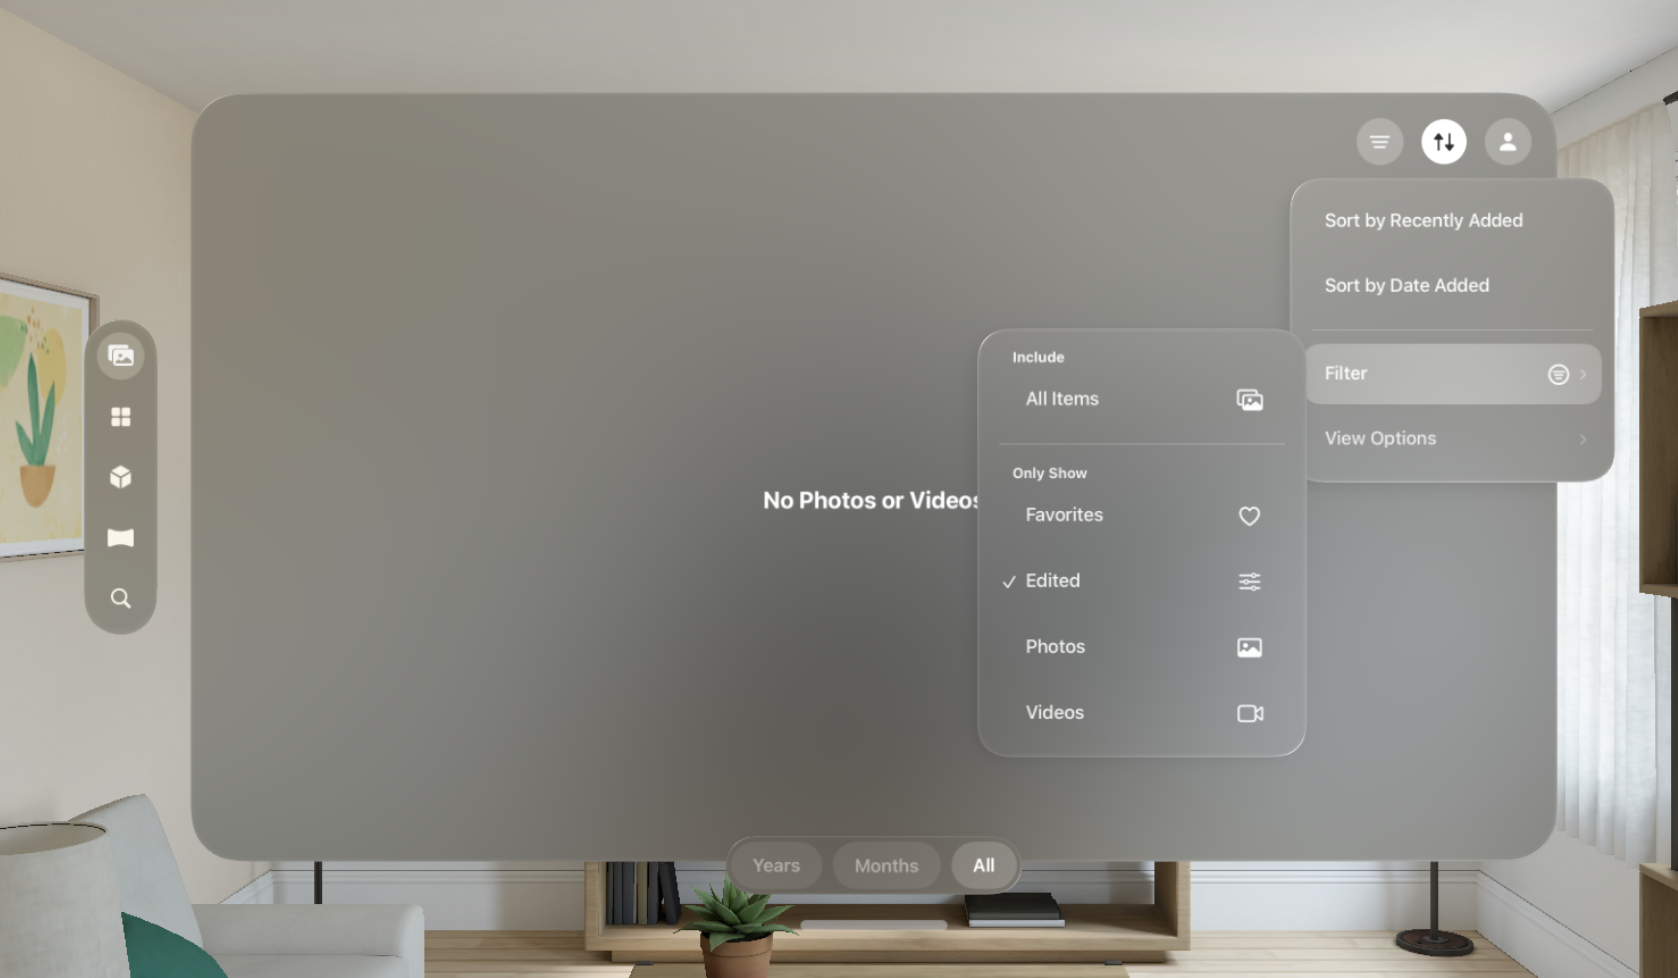 Sort by Recently Added
Sort by Date Added
Filter
View Options
Include
All Items
Only Show
Favorites
Edited
Photos
Videos
No Photos or Videos
Years
Months
All